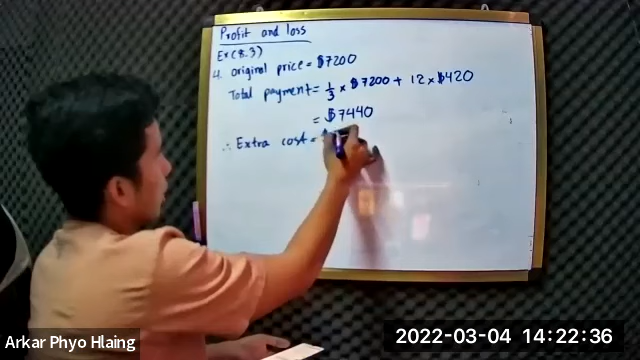 Profit and loss
Ex (8.3)
4. original price = $7200
Total payment = 1/3 × $7200 + 12 × $420
= $7440
∴ Extra cost =
Arkar Phyo Hlaing
2022-03-04 14:22:36